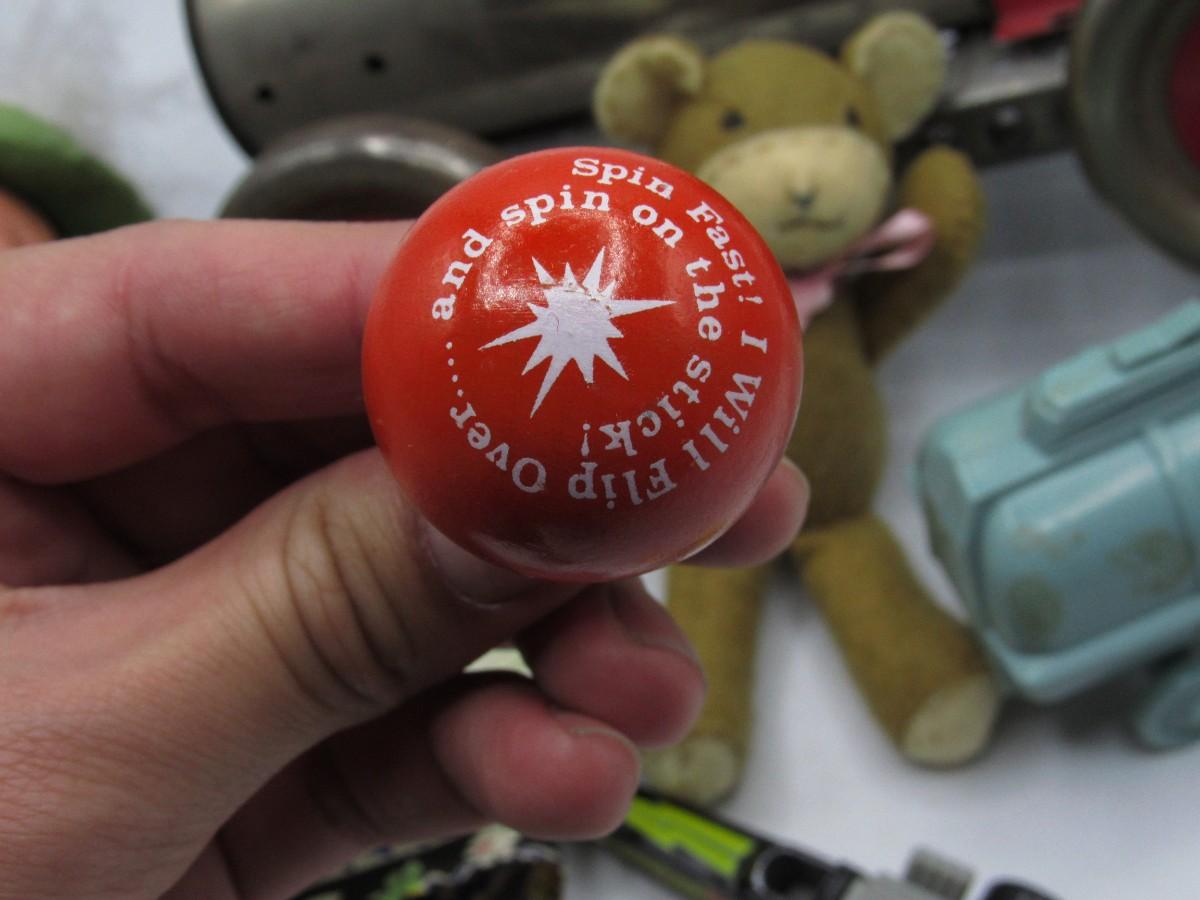 Spin Fast! I Will Flip Over....
and spin on the stick!